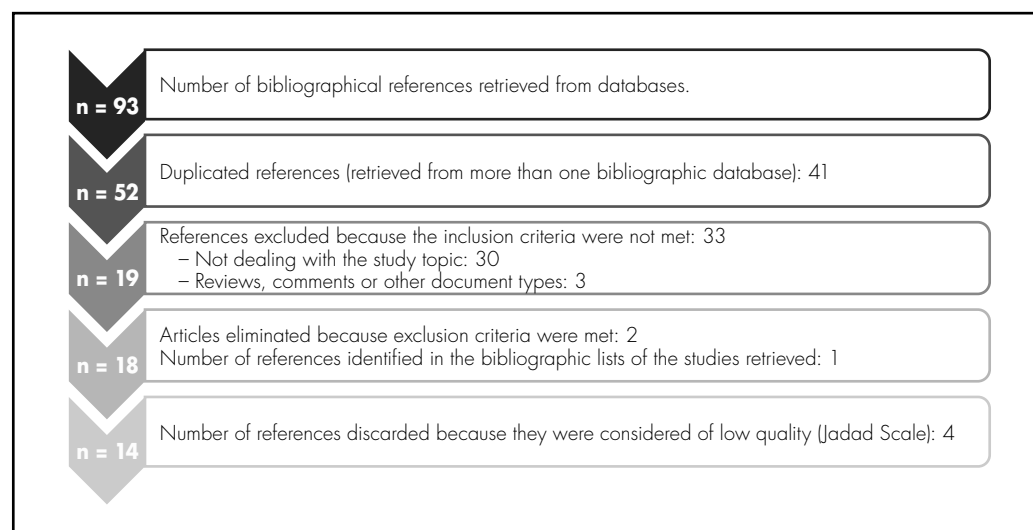 n = 93
Number of bibliographical references retrieved from databases.
n = 52
Duplicated references (retrieved from more than one bibliographic database): 41
n = 19
References excluded because the inclusion criteria were not met: 33
– Not dealing with the study topic: 30
– Reviews, comments or other document types: 3
n = 18
Articles eliminated because exclusion criteria were met: 2
Number of references identified in the bibliographic lists of the studies retrieved: 1
n = 14
Number of references discarded because they were considered of low quality (Jadad Scale): 4